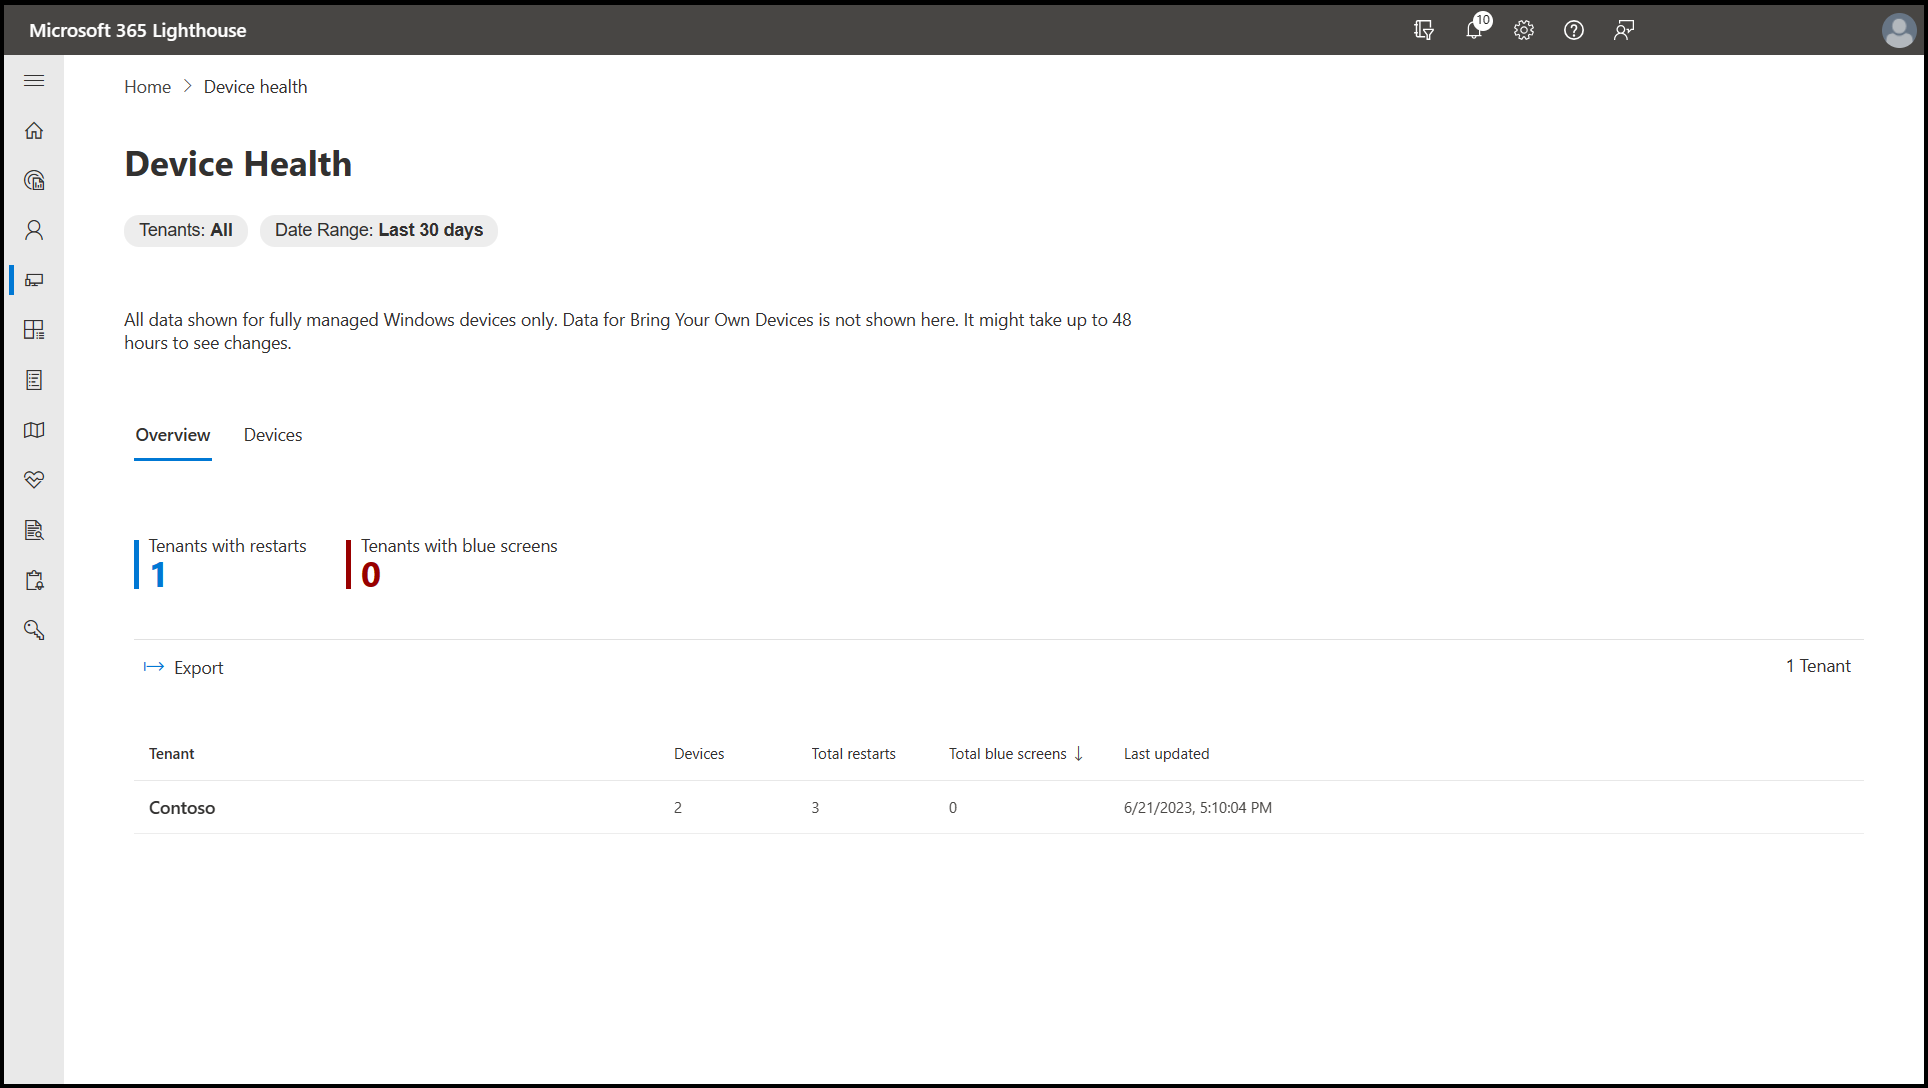 Microsoft 365 Lighthouse
10
Home > Device health
Device Health
Tenants: All
Date Range: Last 30 days
All data shown for fully managed Windows devices only. Data for Bring Your Own Devices is not shown here. It might take up to 48
hours to see changes.
Overview
Devices
Tenants with restarts
1
Tenants with blue screens
0
Export
1 Tenant
Tenant Devices Total restarts Total blue screens ↓ Last updated
Contoso 2 3 0 6/21/2023, 5:10:04 PM